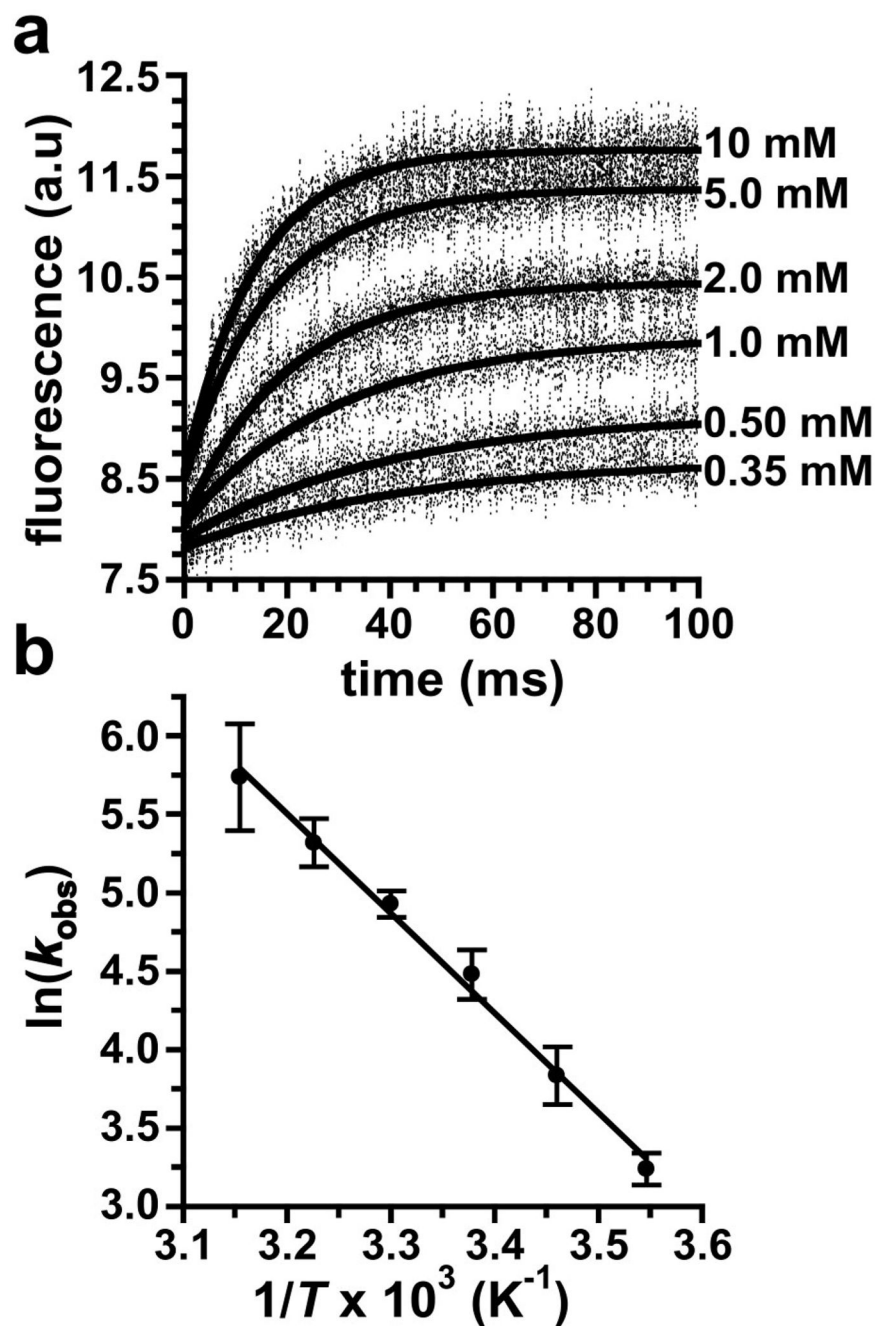 a
fluorescence (a.u)
12.5
11.5
10.5
9.5
8.5
7.5
10 mM
5.0 mM
2.0 mM
1.0 mM
0.50 mM
0.35 mM
0 20 40 60 80 100
time (ms)
b
ln(k_obs)
6.0
5.5
5.0
4.5
4.0
3.5
3.0
3.1 3.2 3.3 3.4 3.5 3.6
1/T x 10³ (K⁻¹)